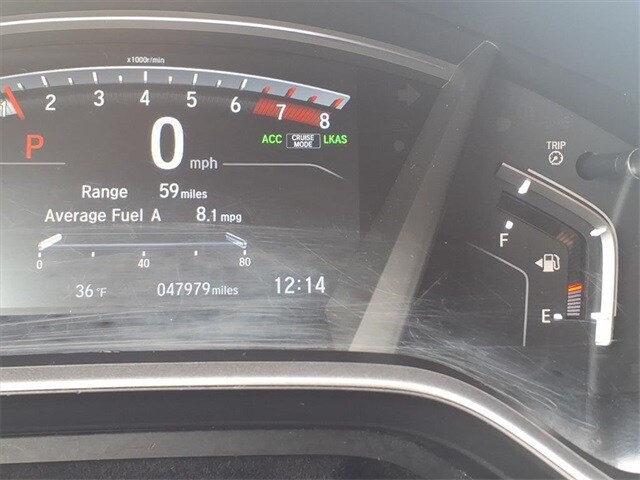 x1000r/min
1 2 3 4 5 6 7 8
P 0 mph
ACC CRUISE MODE LKAS
TRIP
Range 59 miles
Average Fuel A 8.1 mpg
0 40 80
36 °F 047979 miles 12:14
F
E